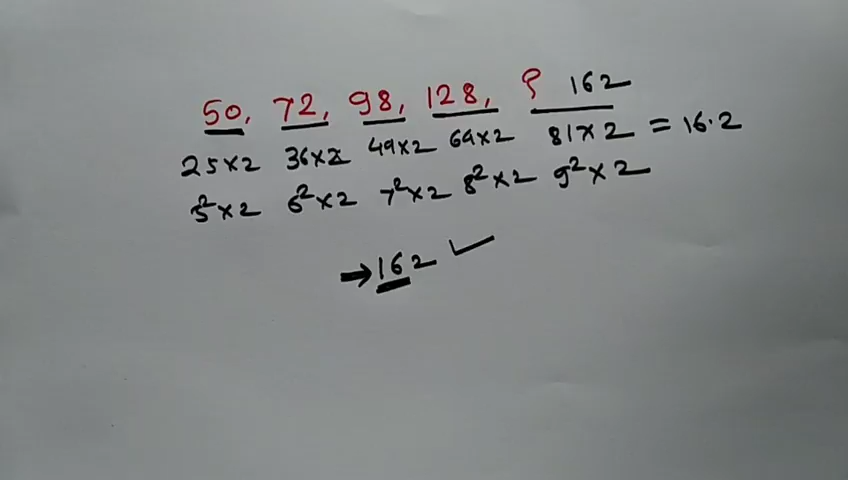 50, 72, 98, 128, ? 162
25×2 36×2 49×2 64×2 81×2 = 16.2
5²×2 6²×2 7²×2 8²×2 9²×2
→162 ✓